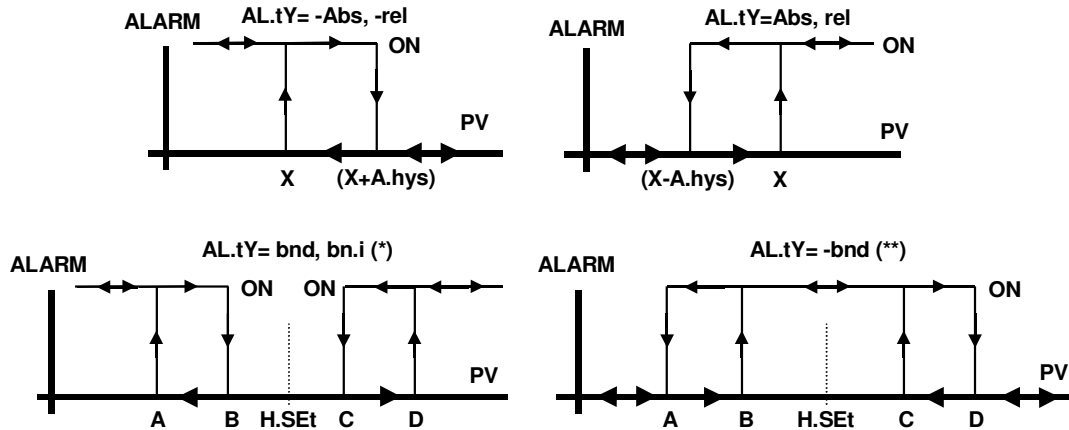 AL.tY= -Abs, -rel
ALARM
ON
PV
X
(X+A.hys)
AL.tY=Abs, rel
ALARM
ON
PV
(X-A.hys)
X
AL.tY= bnd, bn.i (*)
ALARM
ON
ON
PV
A
B
H.SEt
C
D
AL.tY= -bnd (**)
ALARM
ON
PV
A
B
H.SEt
C
D